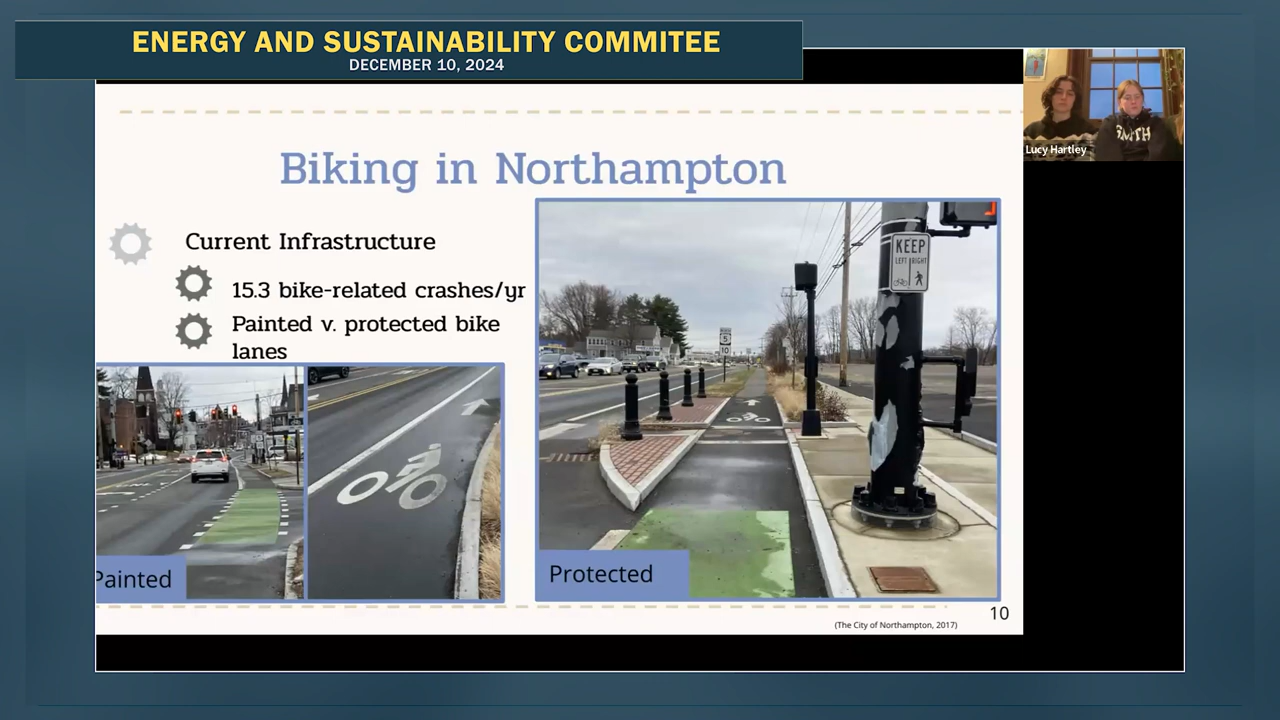 ENERGY AND SUSTAINABILITY COMMITEE
DECEMBER 10, 2024
Biking in Northampton
Current Infrastructure
15.3 bike-related crashes/yr
Painted v. protected bike
lanes
Painted
KEEP
LEFT RIGHT
5
10
Protected
10
(The City of Northampton, 2017)
SMITH
Lucy Hartley